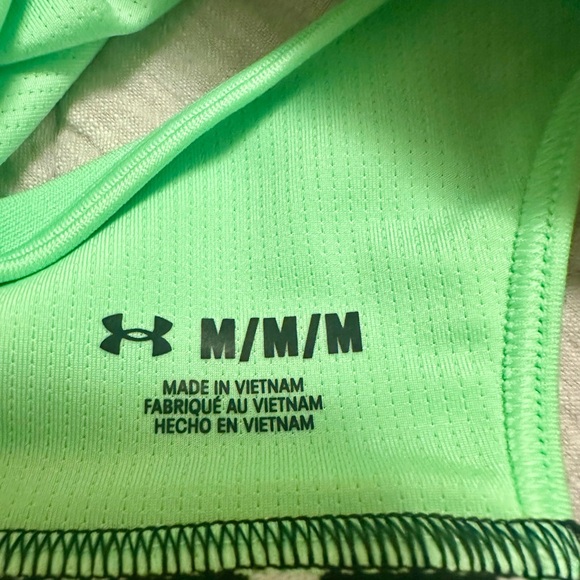 M/M/M
MADE IN VIETNAM
FABRIQUÉ AU VIETNAM
HECHO EN VIETNAM